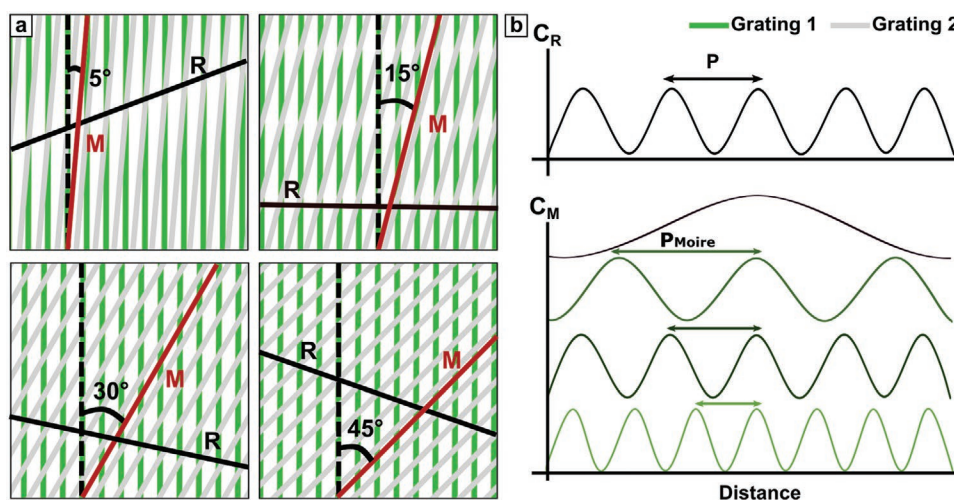 a
5°
R
M
15°
M
R
30°
M
R
R
M
45°
b
Grating 1 Grating 2
C_R
P
C_M
P_Moire
Distance